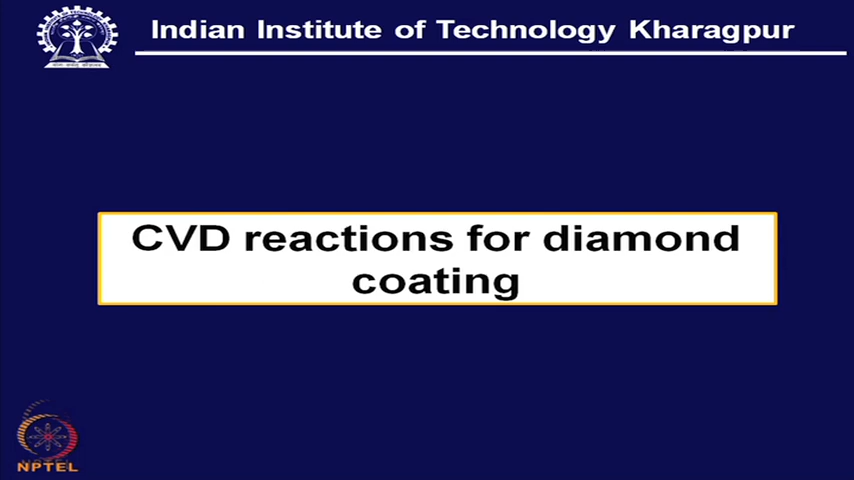 Indian Institute of Technology Kharagpur
CVD reactions for diamond
coating
NPTEL